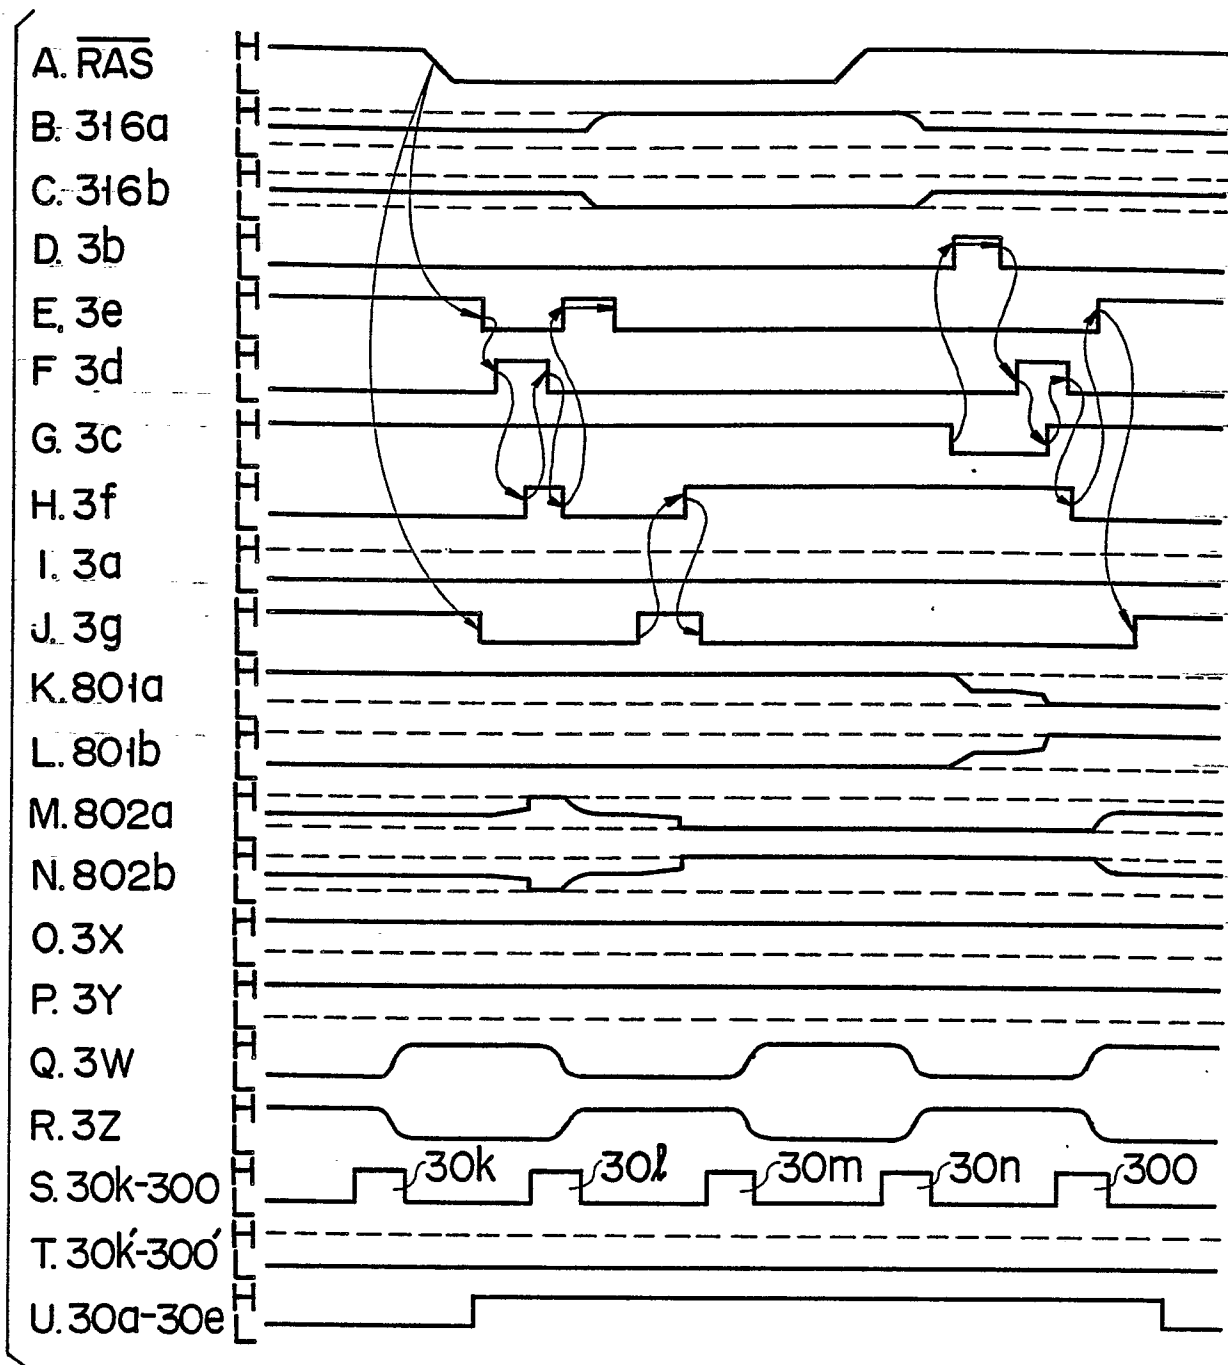 A. RAS H L
B. 316a H L
C. 316b H L
D. 3b H L
E. 3e H L
F 3d H L
G. 3c H L
H. 3f H L
I. 3a H L
J. 3g H L
K. 801a H L
L. 801b H L
M. 802a H L
N. 802b H L
O. 3X H L
P. 3Y H L
Q. 3W H L
R. 3Z H L
S. 30k-30o H L 30k 30l 30m 30n 30o
T. 30k'-30o' H L
U. 30a-30e H L